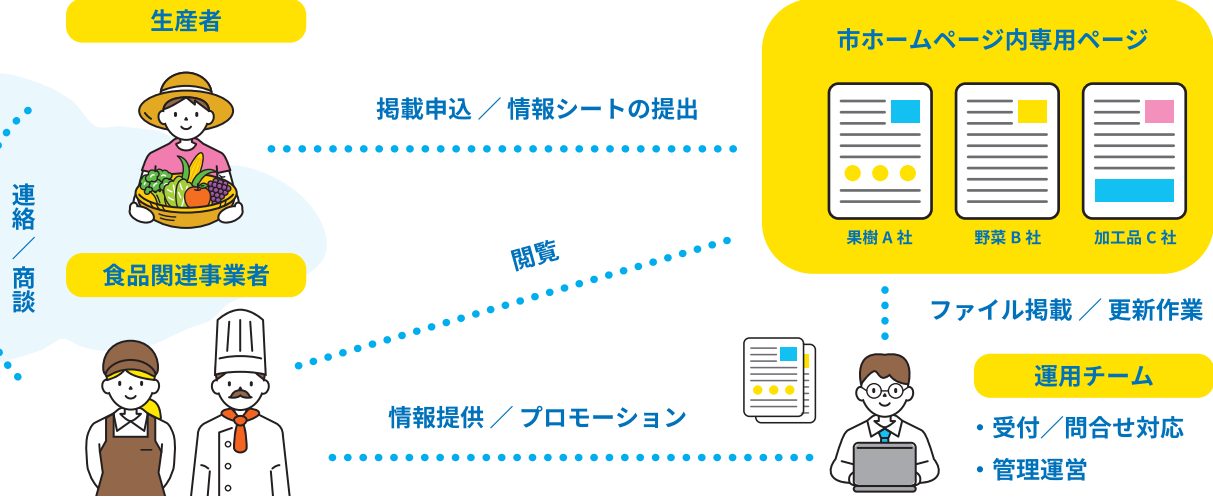 生産者
市ホームページ内専用ページ
掲載申込 ／ 情報シートの提出
連絡／商談
果樹 A 社
野菜 B 社
加工品 C 社
閲覧
食品関連事業者
ファイル掲載 ／ 更新作業
運用チーム
情報提供 ／ プロモーション
・受付／問合せ対応
・管理運営